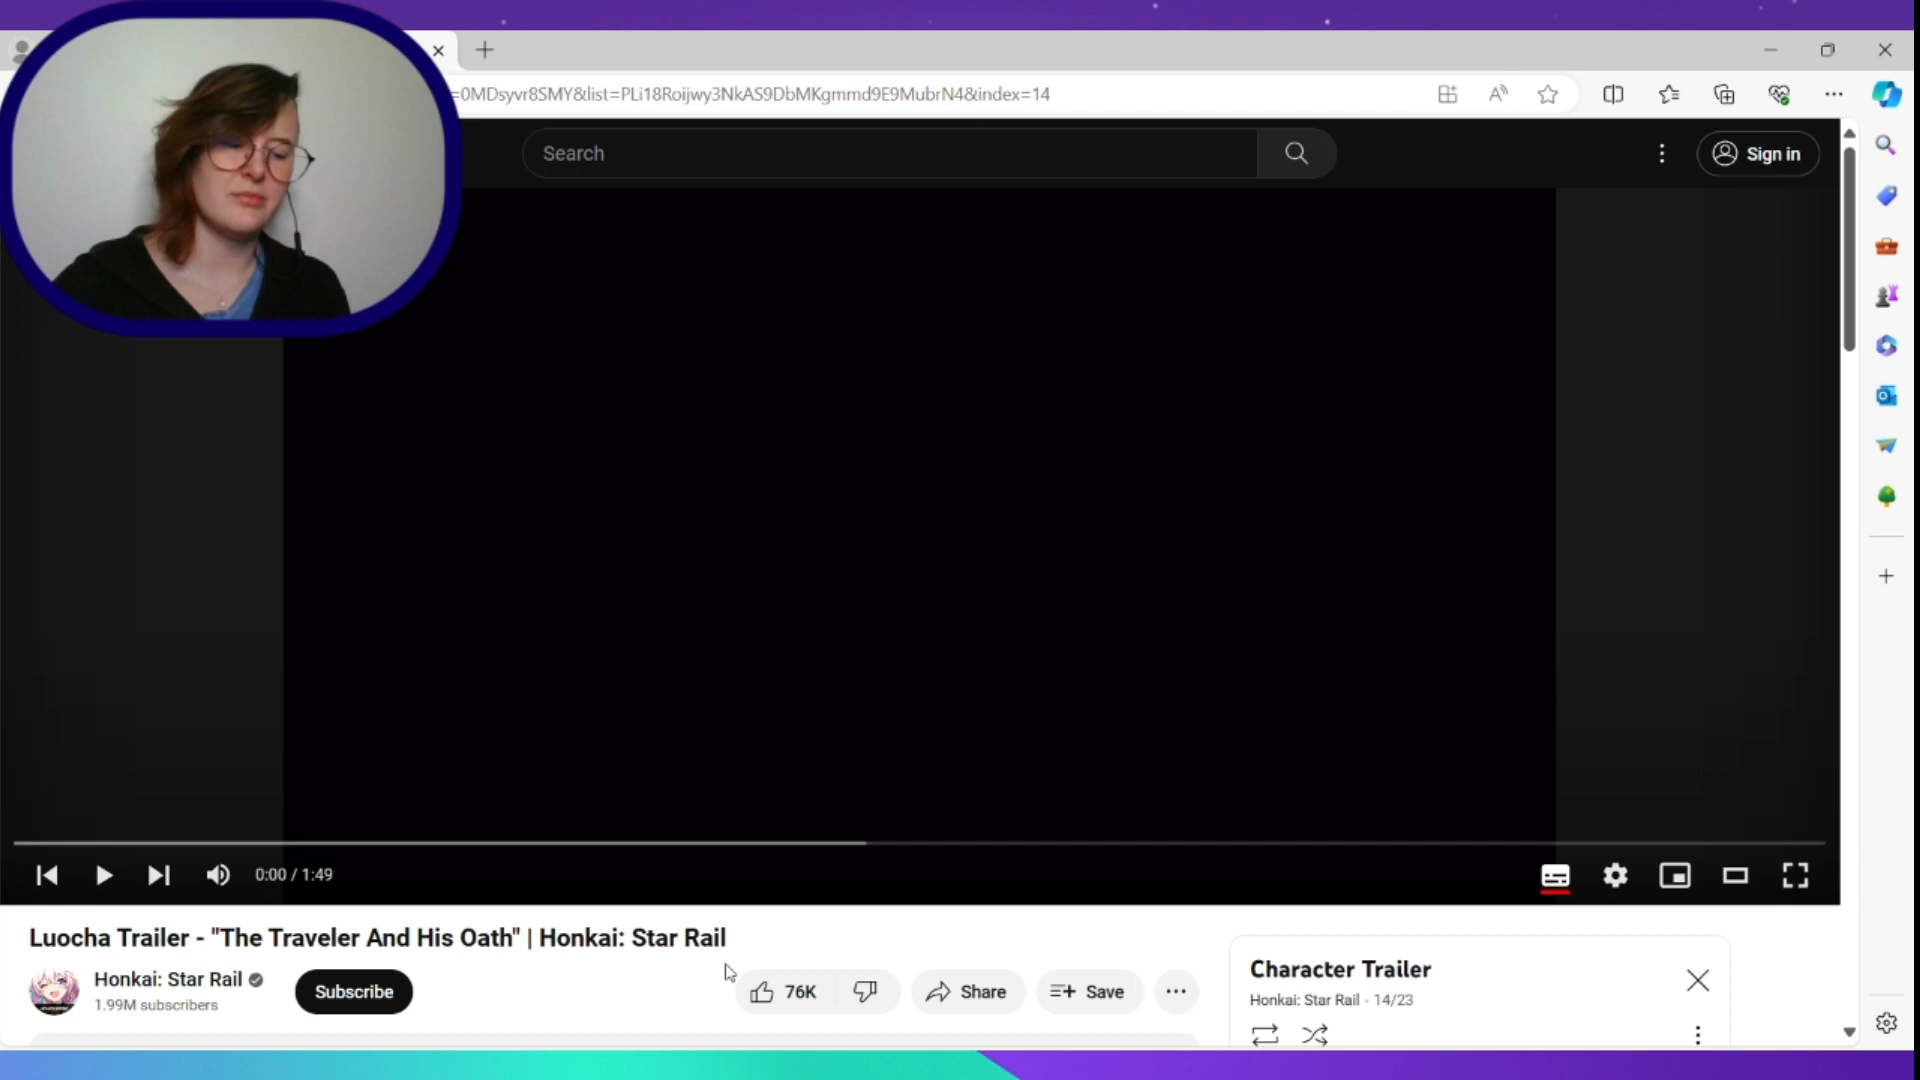 =0MDsyvr8SMY&list=PLi18Roijwy3NkAS9DbMKgmmd9E9MubrN4&index=14
Search
Sign in
0:00 / 1:49
Luocha Trailer - "The Traveler And His Oath" | Honkai: Star Rail
Honkai: Star Rail
1.99M subscribers
Subscribe
76K
Share
Save
Character Trailer
Honkai: Star Rail - 14/23